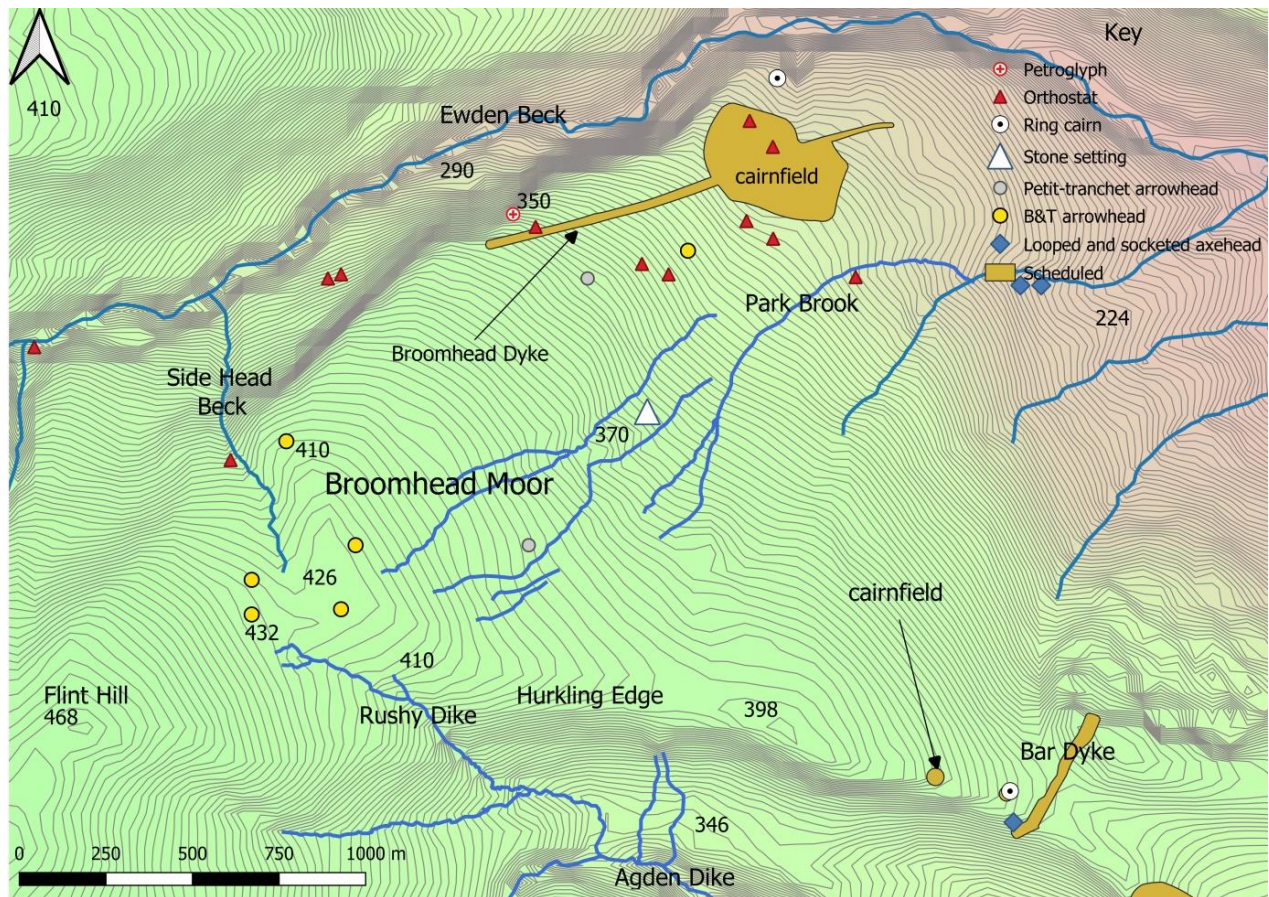 Key
Petroglyph
Orthostat
Ring cairn
Stone setting
Petit-tranchet arrowhead
B&T arrowhead
Looped and socketed axehead
Scheduled
410
Ewden Beck
290
350
cairnfield
Park Brook
224
Broomhead Dyke
Side Head
Beck
410
370
Broomhead Moor
426
432
cairnfield
410
Flint Hill
468
Rushy Dike
Hurkling Edge
398
Bar Dyke
346
Agden Dike
0 250 500 750 1000 m